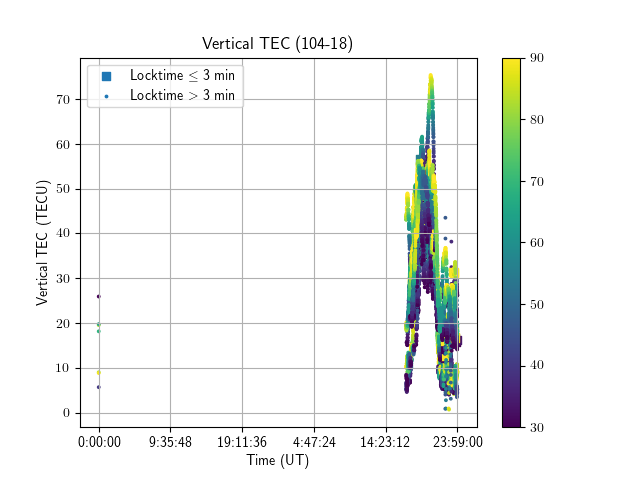 Vertical TEC (104-18)
Locktime ≤ 3 min
Locktime > 3 min
Vertical TEC (TECU)
70
60
50
40
30
20
10
0
0:00:00 9:35:48 19:11:36 4:47:24 14:23:12 23:59:00
Time (UT)
90
80
70
60
50
40
30